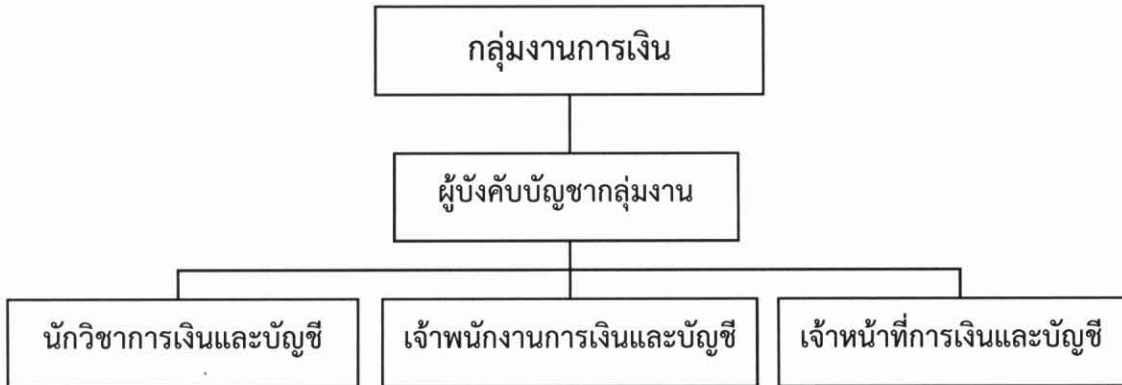 กลุ่มงานการเงิน
ผู้บังคับบัญชากลุ่มงาน
นักวิชาการเงินและบัญชี
เจ้าพนักงานการเงินและบัญชี
เจ้าหน้าที่การเงินและบัญชี